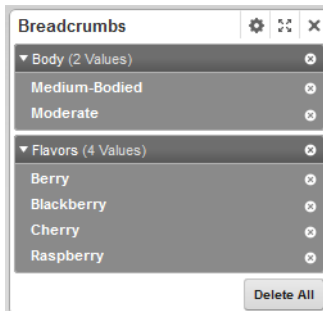 Breadcrumbs
Body (2 Values)
Medium-Bodied
Moderate
Flavors (4 Values)
Berry
Blackberry
Cherry
Raspberry
Delete All